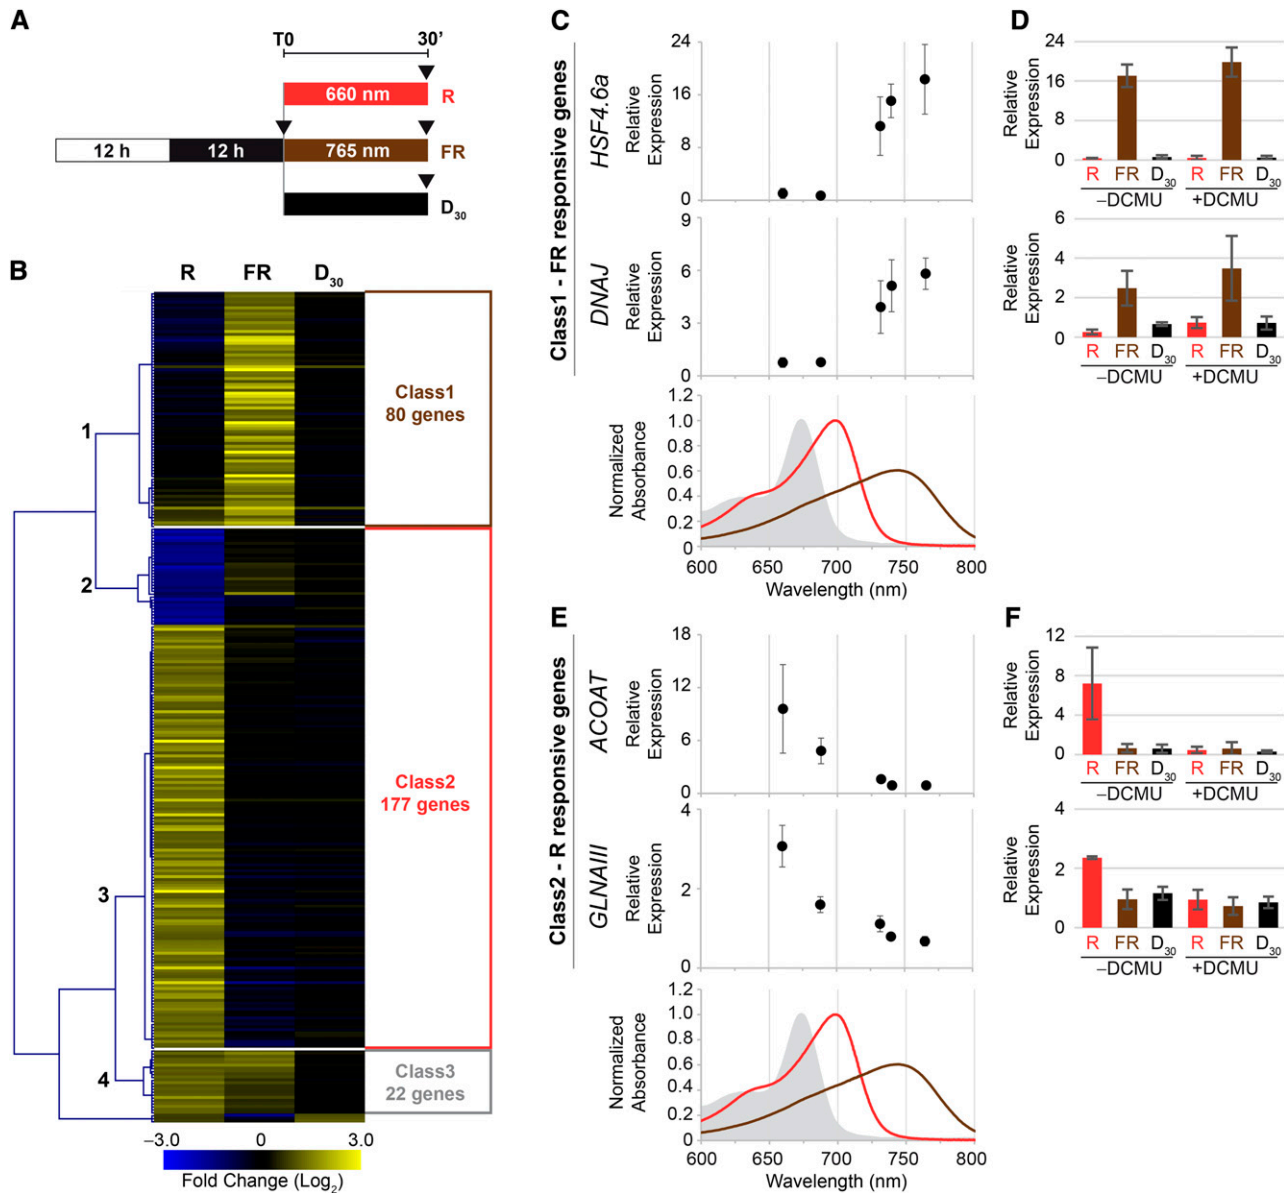 A
T0 30’
660 nm R
12 h 12 h 765 nm FR
D30
B
R FR D30
1
Class1
80 genes
2
Class2
177 genes
3
4
Class3
22 genes
–3.0 0 3.0
Fold Change (Log2)
C
Class1 - FR responsive genes
HSF4.6a
Relative
Expression
24
16
8
0
DNAJ
Relative
Expression
9
6
3
0
Normalized
Absorbance
1.2
1.0
0.8
0.6
0.4
0.2
0
600 650 700 750 800
Wavelength (nm)
D
Relative
Expression
24
16
8
0
R FR D30 R FR D30
–DCMU +DCMU
Relative
Expression
6
4
2
0
R FR D30 R FR D30
–DCMU +DCMU
E
Class2 - R responsive genes
ACOAT
Relative
Expression
18
12
6
0
GLNAIII
Relative
Expression
4
2
0
Normalized
Absorbance
1.2
1.0
0.8
0.6
0.4
0.2
0
600 650 700 750 800
Wavelength (nm)
F
Relative
Expression
12
8
4
0
R FR D30 R FR D30
–DCMU +DCMU
Relative
Expression
4
2
0
R FR D30 R FR D30
–DCMU +DCMU